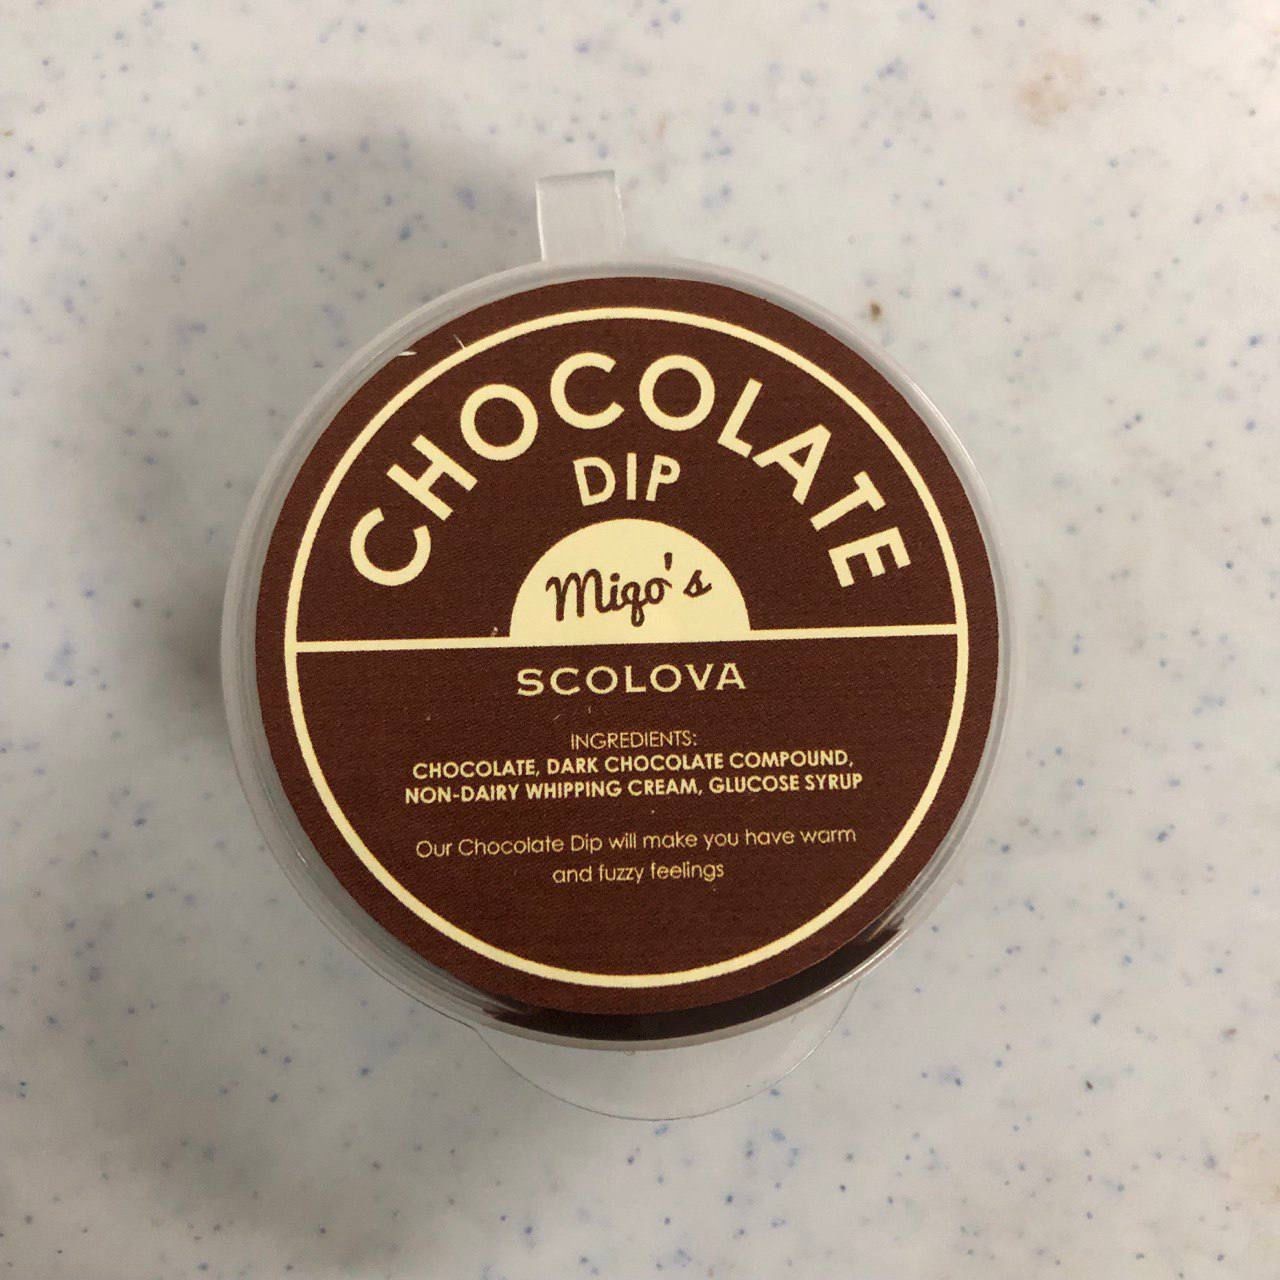 CHOCOLATE
DIP
Miqo's
SCOLOVA
INGREDIENTS:
CHOCOLATE, DARK CHOCOLATE COMPOUND,
NON-DAIRY WHIPPING CREAM, GLUCOSE SYRUP
Our Chocolate Dip will make you have warm
and fuzzy feelings